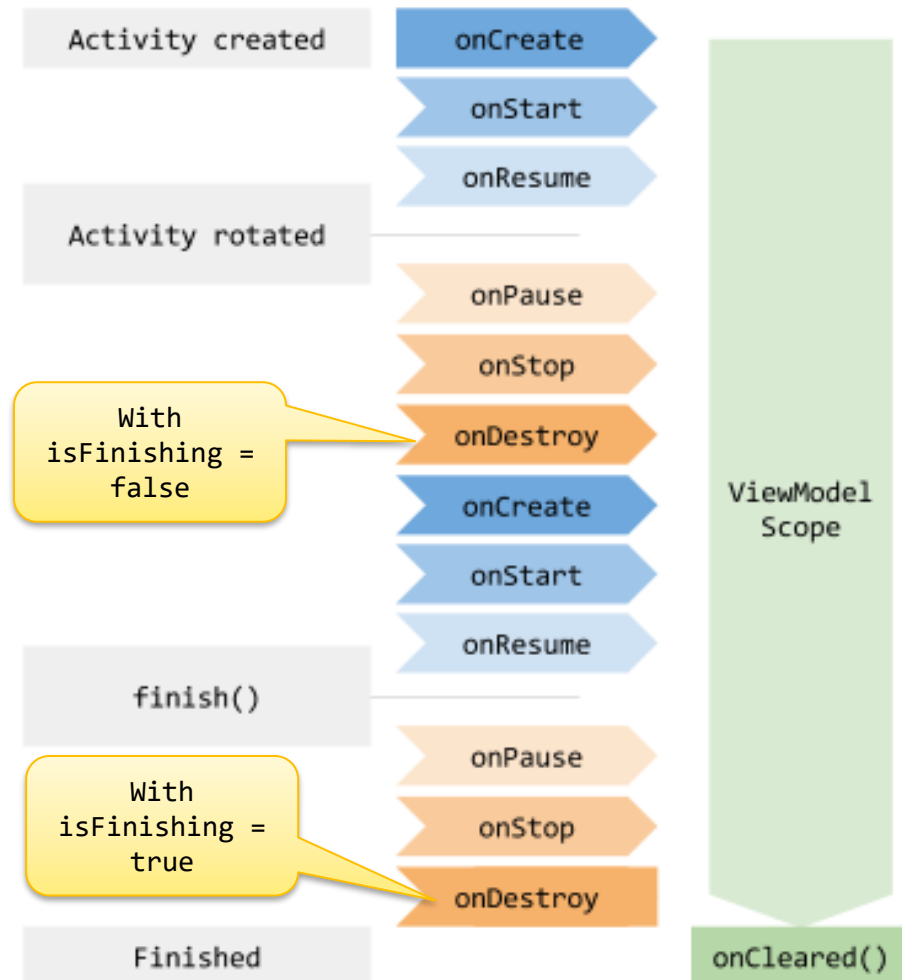 Activity created
onCreate
onStart
onResume
Activity rotated
onPause
onStop
With
isFinishing =
false
onDestroy
onCreate
ViewModel
Scope
onStart
onResume
finish()
onPause
With
isFinishing =
true
onStop
onDestroy
Finished
onCleared()